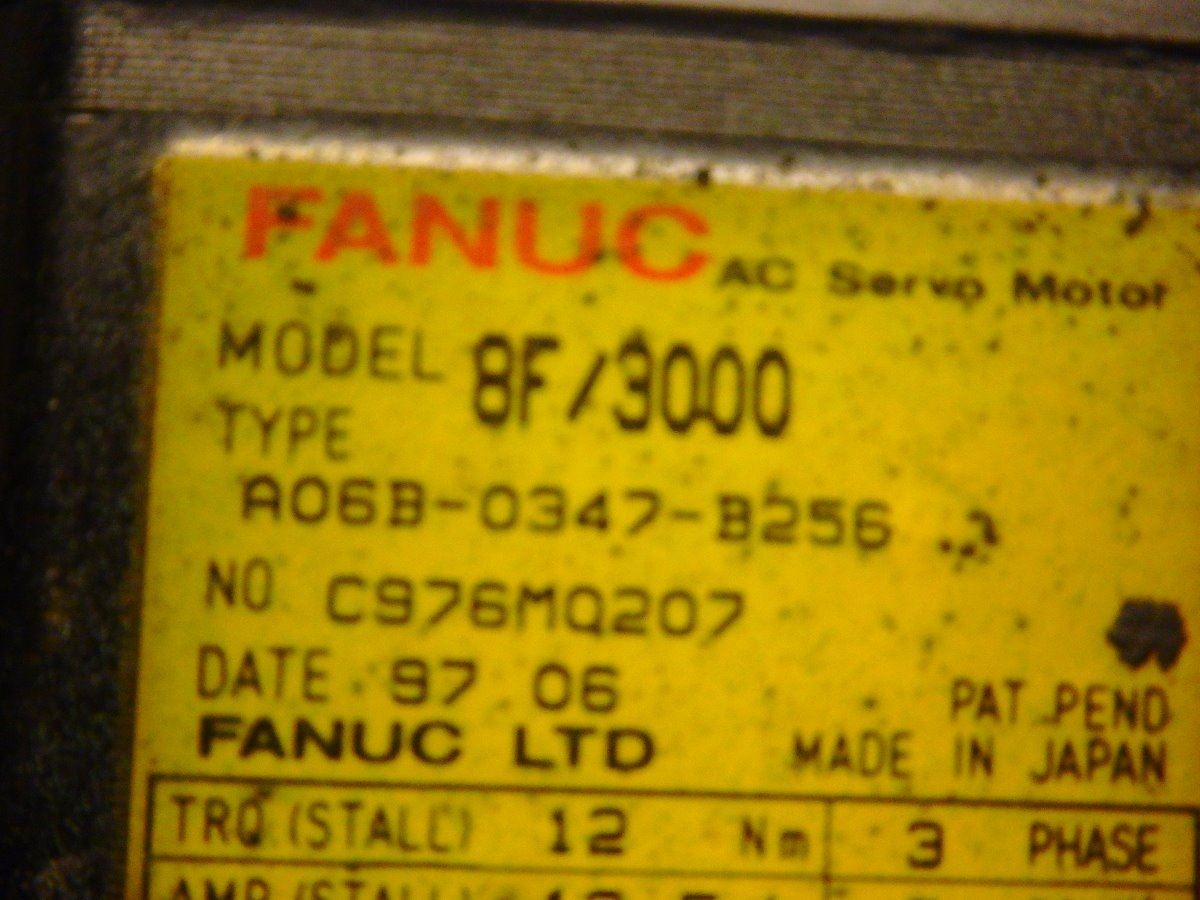 FANUC AC Servo Motor
MODEL 8F/3000
TYPE
A06B-0347-B256
NO C976MQ207
DATE 97 06
PAT. PEND
FANUC LTD MADE IN JAPAN
TRQ (STALL) 12 Nm 3 PHASE